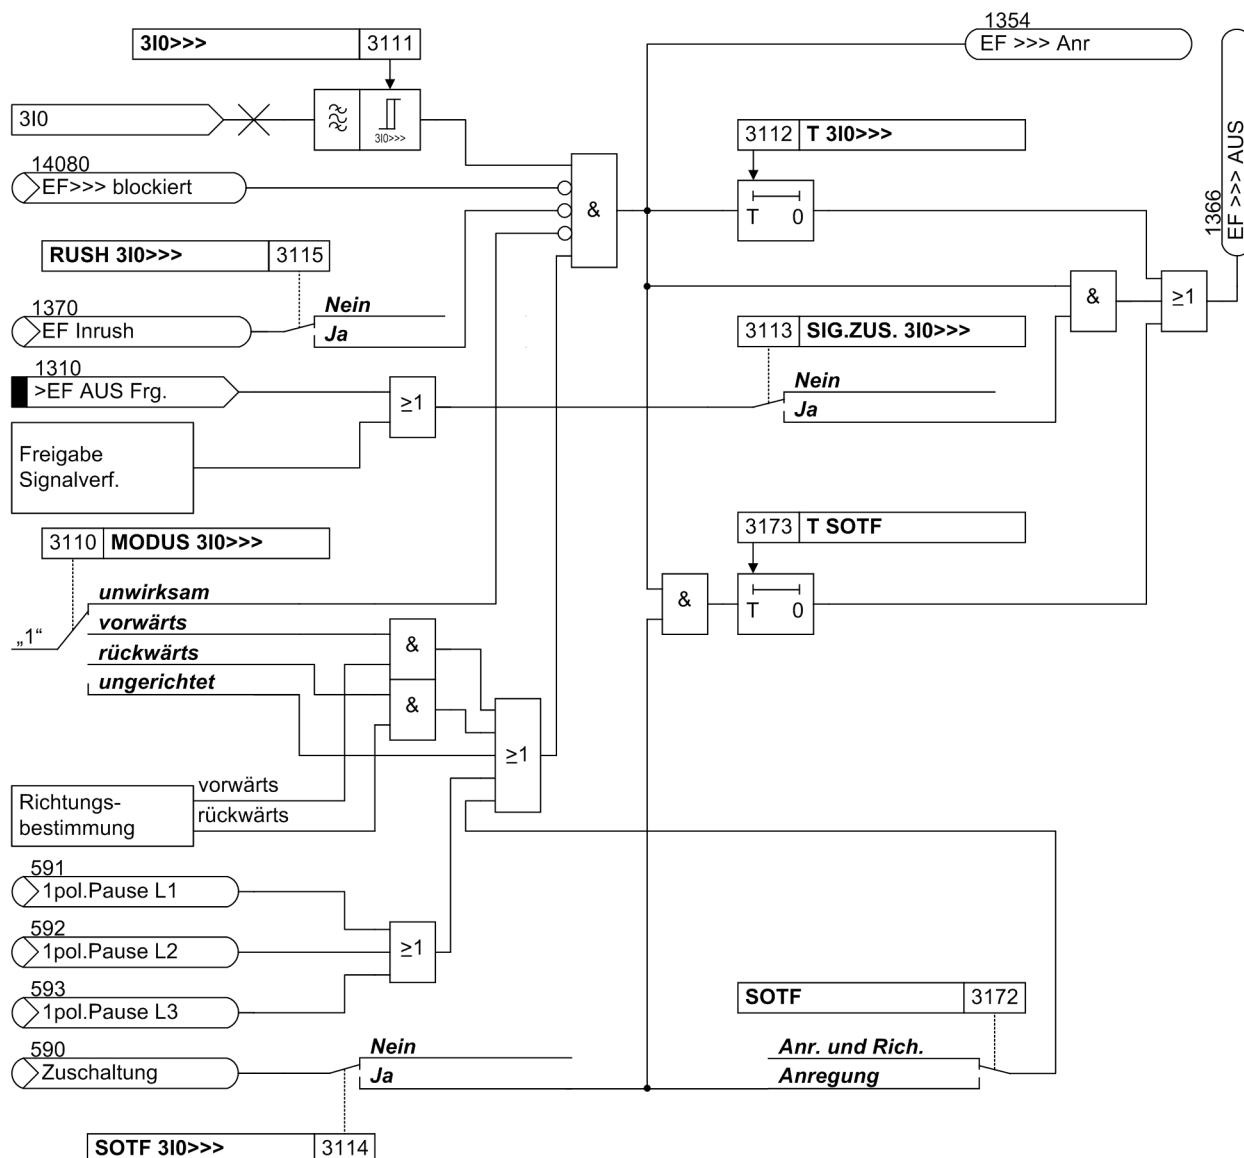 1354
EF >>> Anr
3I0>>> 3111
3I0
3I0>>>
3112 T 3I0>>>
1366
EF >>> AUS
14080
EF>>> blockiert
&
T 0
RUSH 3I0>>> 3115
1370
EF Inrush
Nein
Ja
&
≥1
3113 SIG.ZUS. 3I0>>>
1310
>EF AUS Frg.
≥1
Nein
Ja
Freigabe
Signalverf.
3110 MODUS 3I0>>>
3173 T SOTF
„1“
unwirksam
vorwärts
rückwärts
ungerichtet
&
T 0
&
&
≥1
Richtungs-
bestimmung
vorwärts
rückwärts
591
1pol.Pause L1
592
1pol.Pause L2
593
1pol.Pause L3
≥1
SOTF 3172
590
Zuschaltung
Nein
Ja
Anr. und Rich.
Anregung
SOTF 3I0>>> 3114